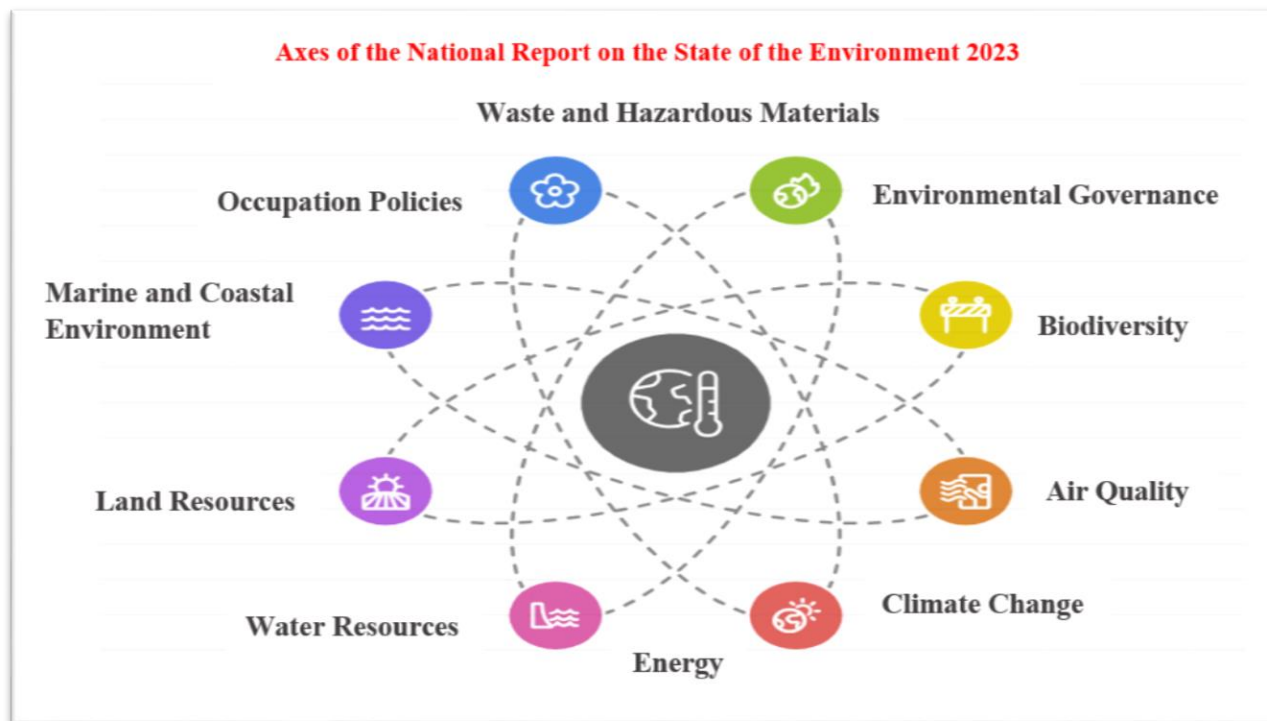 Axes of the National Report on the State of the Environment 2023
Waste and Hazardous Materials
Occupation Policies
Environmental Governance
Marine and Coastal
Environment
Biodiversity
Land Resources
Air Quality
Water Resources
Climate Change
Energy